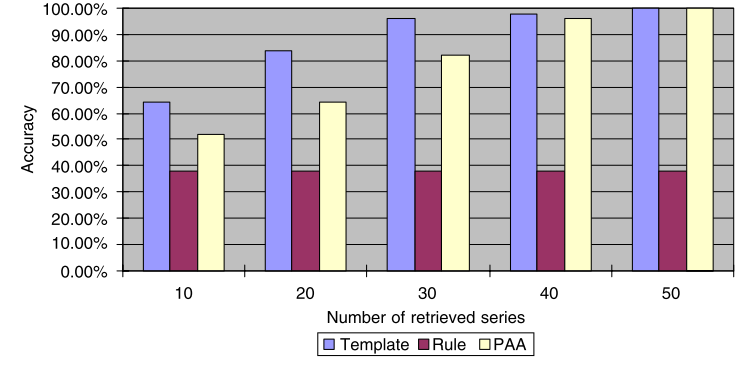 100.00%
90.00%
80.00%
70.00%
60.00%
50.00%
40.00%
30.00%
20.00%
10.00%
0.00%
Accuracy
10 20 30 40 50
Number of retrieved series
Template Rule PAA